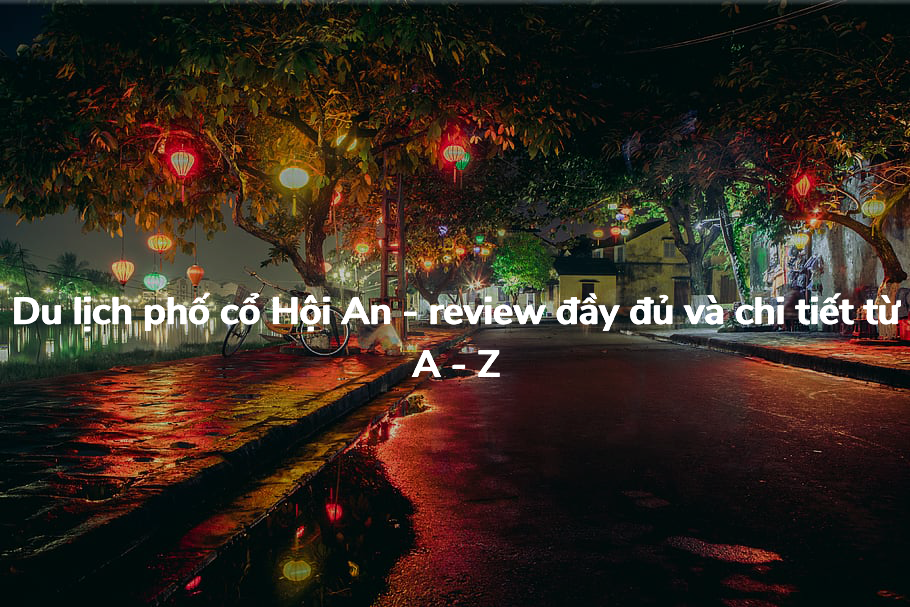 Du lịch phố cổ Hội An - review đầy đủ và chi tiết từ
A - Z